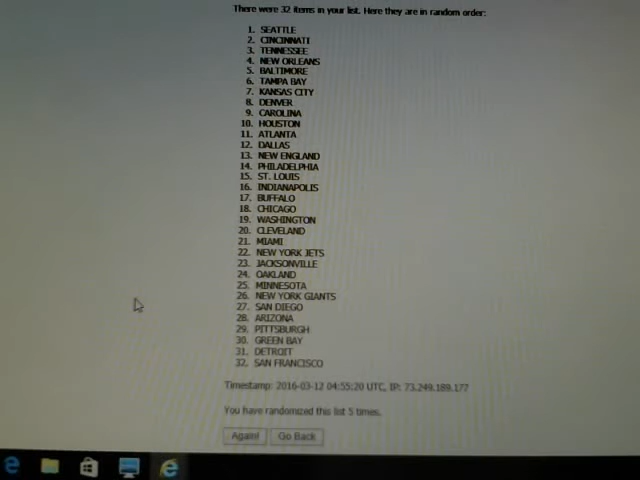 There were 32 items in your list. Here they are in random order:
1. SEATTLE
2. CINCINNATI
3. TENNESSEE
4. NEW ORLEANS
5. BALTIMORE
6. TAMPA BAY
7. KANSAS CITY
8. DENVER
9. CAROLINA
10. HOUSTON
11. ATLANTA
12. DALLAS
13. NEW ENGLAND
14. PHILADELPHIA
15. ST. LOUIS
16. INDIANAPOLIS
17. BUFFALO
18. CHICAGO
19. WASHINGTON
20. CLEVELAND
21. MIAMI
22. NEW YORK JETS
23. JACKSONVILLE
24. OAKLAND
25. MINNESOTA
26. NEW YORK GIANTS
27. SAN DIEGO
28. ARIZONA
29. PITTSBURGH
30. GREEN BAY
31. DETROIT
32. SAN FRANCISCO
Timestamp: 2016-03-12 04:55:20 UTC, IP: 73.249.189.177
You have randomized this list 5 times.
Again! Go Back